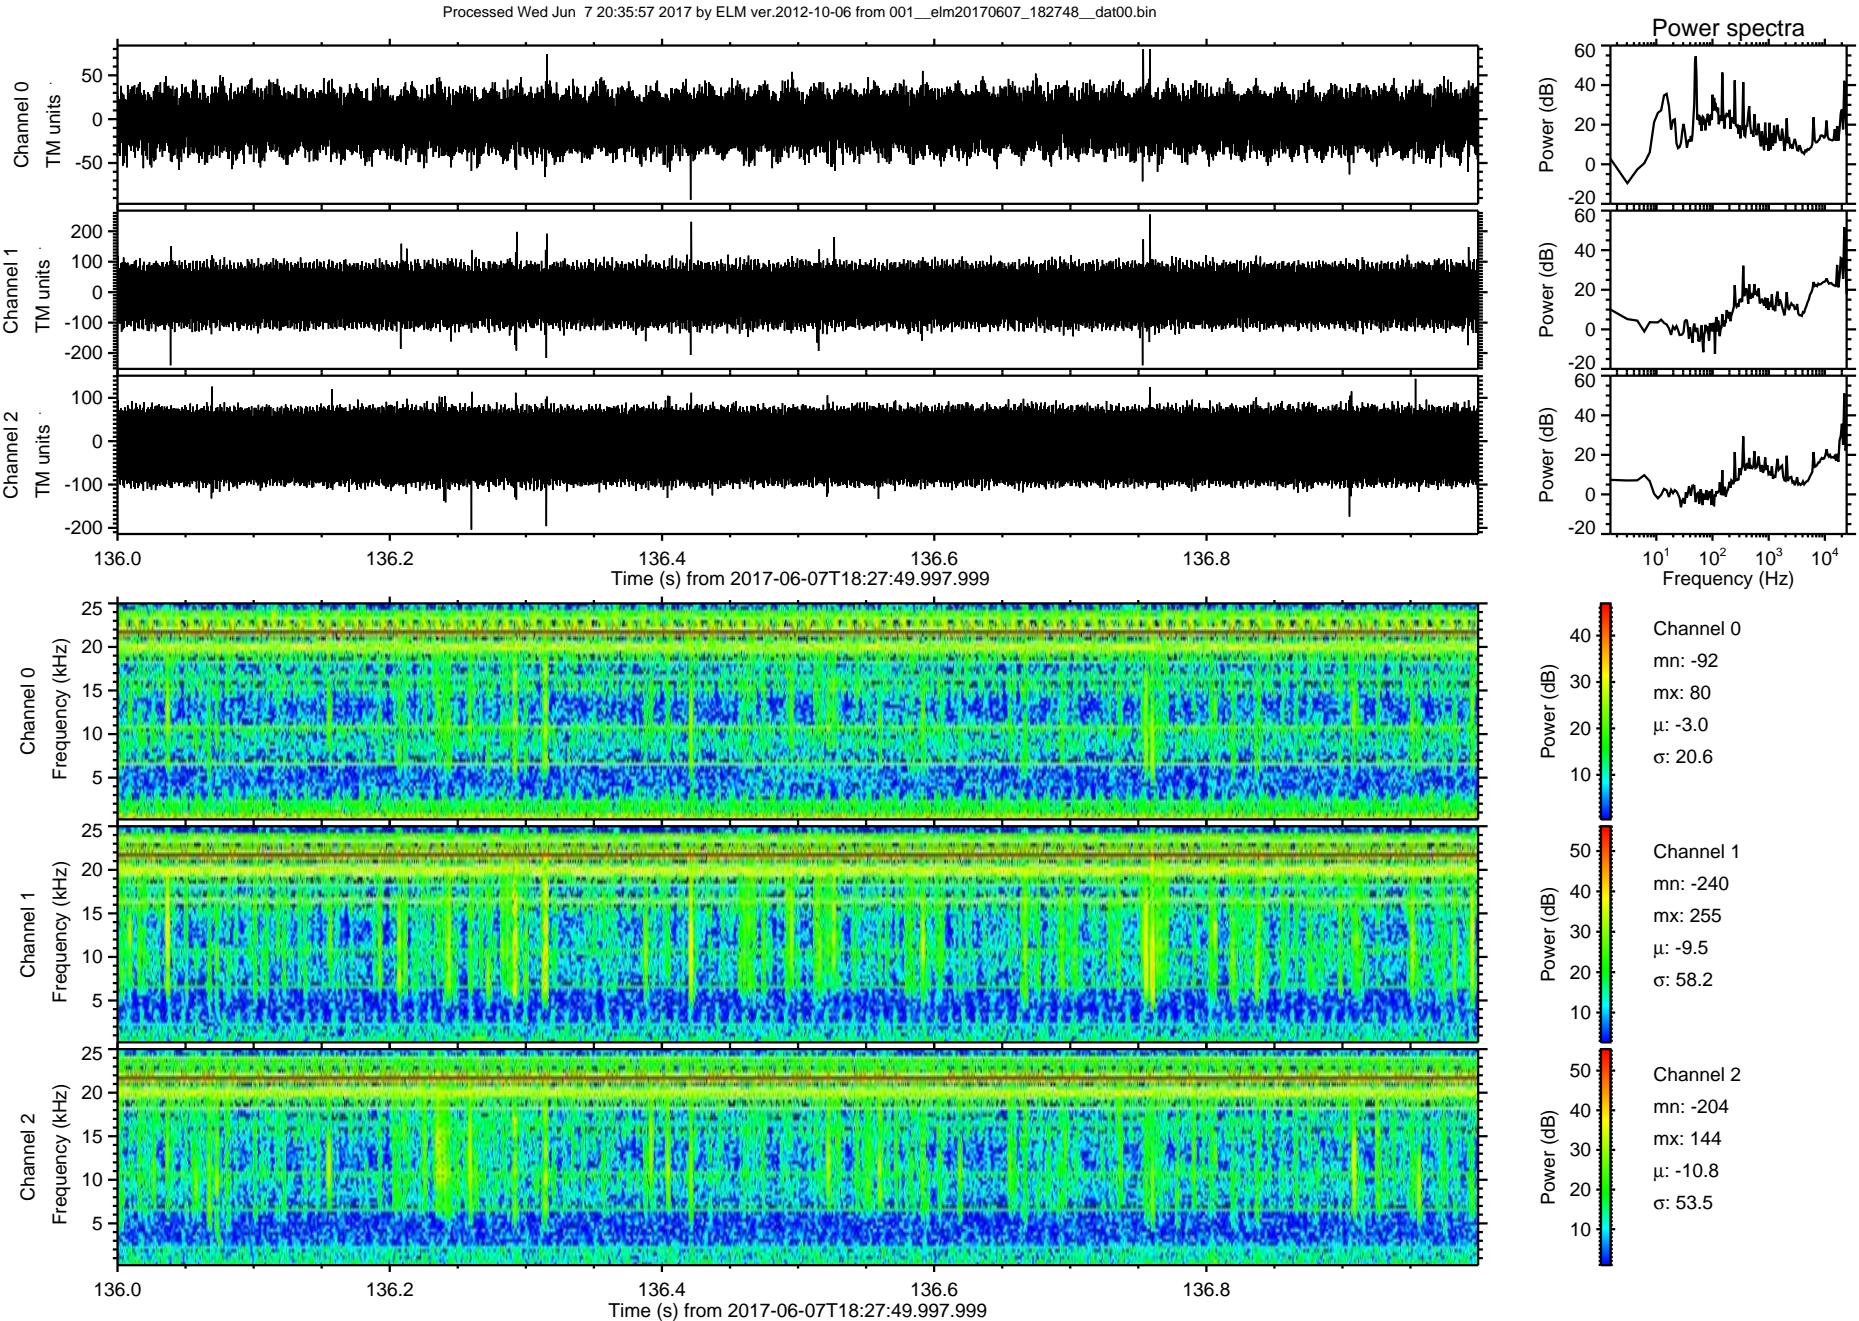 Processed Wed Jun 7 20:35:57 2017 by ELM ver.2012-10-06 from 001__elm20170607_182748__dat00.bin
Power spectra
Channel 0
TM units
50
0
-50
Power (dB)
60
40
20
0
-20
Channel 1
TM units
200
100
0
-100
-200
Power (dB)
60
40
20
0
-20
Channel 2
TM units
100
0
-100
-200
Power (dB)
60
40
20
0
-20
136.0 136.2 136.4 136.6 136.8
Time (s) from 2017-06-07T18:27:49.997.999
10^1 10^2 10^3 10^4
Frequency (Hz)
Channel 0
Frequency (kHz)
25
20
15
10
5
Power (dB)
40
30
20
10
Channel 0
mn: -92
mx: 80
μ: -3.0
σ: 20.6
Channel 1
Frequency (kHz)
25
20
15
10
5
Power (dB)
50
40
30
20
10
Channel 1
mn: -240
mx: 255
μ: -9.5
σ: 58.2
Channel 2
Frequency (kHz)
25
20
15
10
5
Power (dB)
50
40
30
20
10
Channel 2
mn: -204
mx: 144
μ: -10.8
σ: 53.5
136.0 136.2 136.4 136.6 136.8
Time (s) from 2017-06-07T18:27:49.997.999